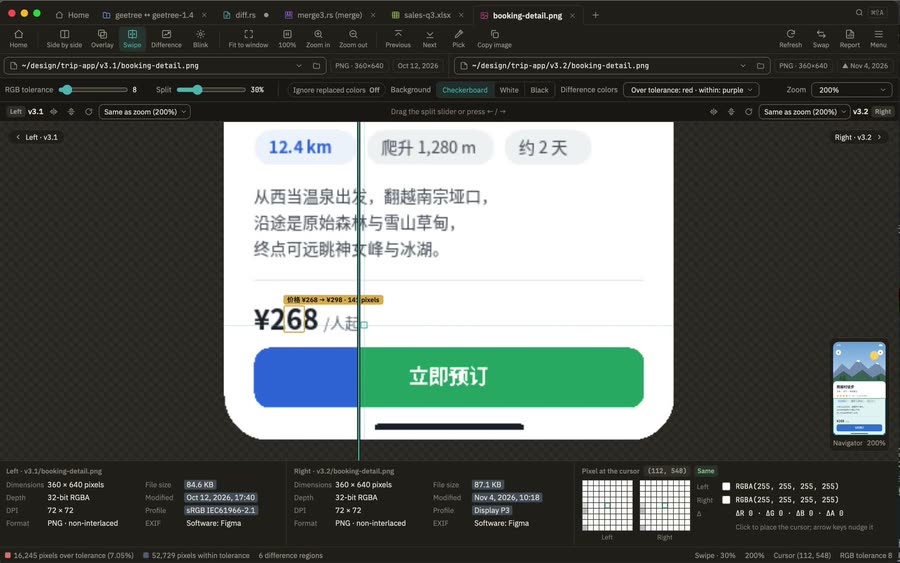 Home
geetree ↔ geetree-1.4
diff.rs
merge3.rs (merge)
sales-q3.xlsx
booking-detail.png
Home
Side by side
Overlay
Swipe
Difference
Blink
Fit to window
100%
Zoom in
Zoom out
Previous
Next
Pick
Copy image
Refresh
Swap
Report
Menu
~/design/trip-app/v3.1/booking-detail.png
PNG · 360×640
Oct 12, 2026
~/design/trip-app/v3.2/booking-detail.png
PNG · 360×640
▲ Nov 4, 2026
RGB tolerance 8
Split 30%
Ignore replaced colors Off
Background Checkerboard White Black
Difference colors Over tolerance: red · within: purple
Zoom 200%
Left v3.1
Same as zoom (200%)
Drag the split slider or press ← / →
Same as zoom (200%)
v3.2 Right
Left · v3.1
Right · v3.2
12.4 km
爬升 1,280 m
约 2 天
从西当温泉出发，翻越南宗垭口，
沿途是原始森林与雪山草甸，
终点可远眺神女峰与冰湖。
价格 ¥268 → ¥298 · 141 pixels
¥268 /人起
立即预订
Navigator 200%
Left · v3.1/booking-detail.png
Dimensions 360 × 640 pixels
File size 84.6 KB
Depth 32-bit RGBA
Modified Oct 12, 2026, 17:40
DPI 72 × 72
Profile sRGB IEC61966-2.1
Format PNG · non-interlaced
EXIF Software: Figma
Right · v3.2/booking-detail.png
Dimensions 360 × 640 pixels
File size 87.1 KB
Depth 32-bit RGBA
Modified Nov 4, 2026, 10:18
DPI 72 × 72
Profile Display P3
Format PNG · non-interlaced
EXIF Software: Figma
Pixel at the cursor (112, 548) Same
Left RGBA(255, 255, 255, 255)
Right RGBA(255, 255, 255, 255)
Δ ΔR 0 · ΔG 0 · ΔB 0 · ΔA 0
Click to place the cursor; arrow keys nudge it
Left
Right
16,245 pixels over tolerance (7.05%)
52,729 pixels within tolerance
6 difference regions
Swipe · 30%
200%
Cursor (112, 548)
RGB tolerance 8